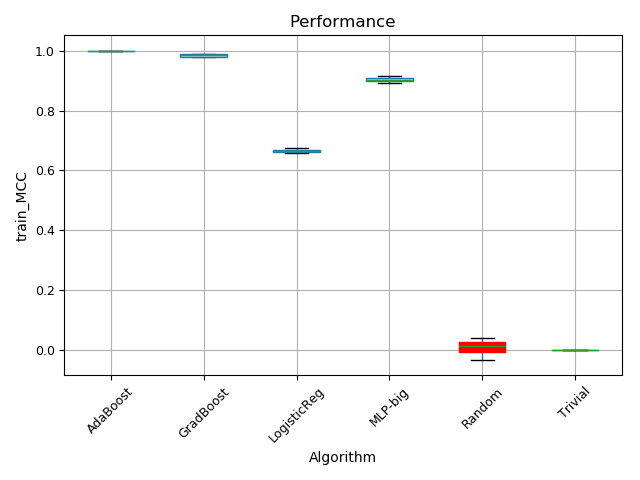 Performance
train_MCC
1.0
0.8
0.6
0.4
0.2
0.0
AdaBoost
GradBoost
LogisticReg
MLP-big
Random
Trivial
Algorithm